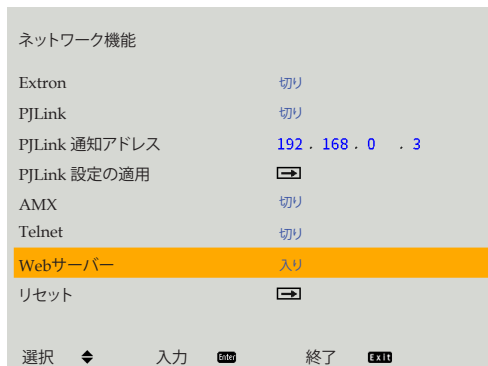 ネットワーク機能
Extron 切り
PJLink 切り
PJLink 通知アドレス 192 . 168 . 0 . 3
PJLink 設定の適用
AMX 切り
Telnet 切り
Webサーバー 入り
リセット
選択 入力 Enter 終了 Exit